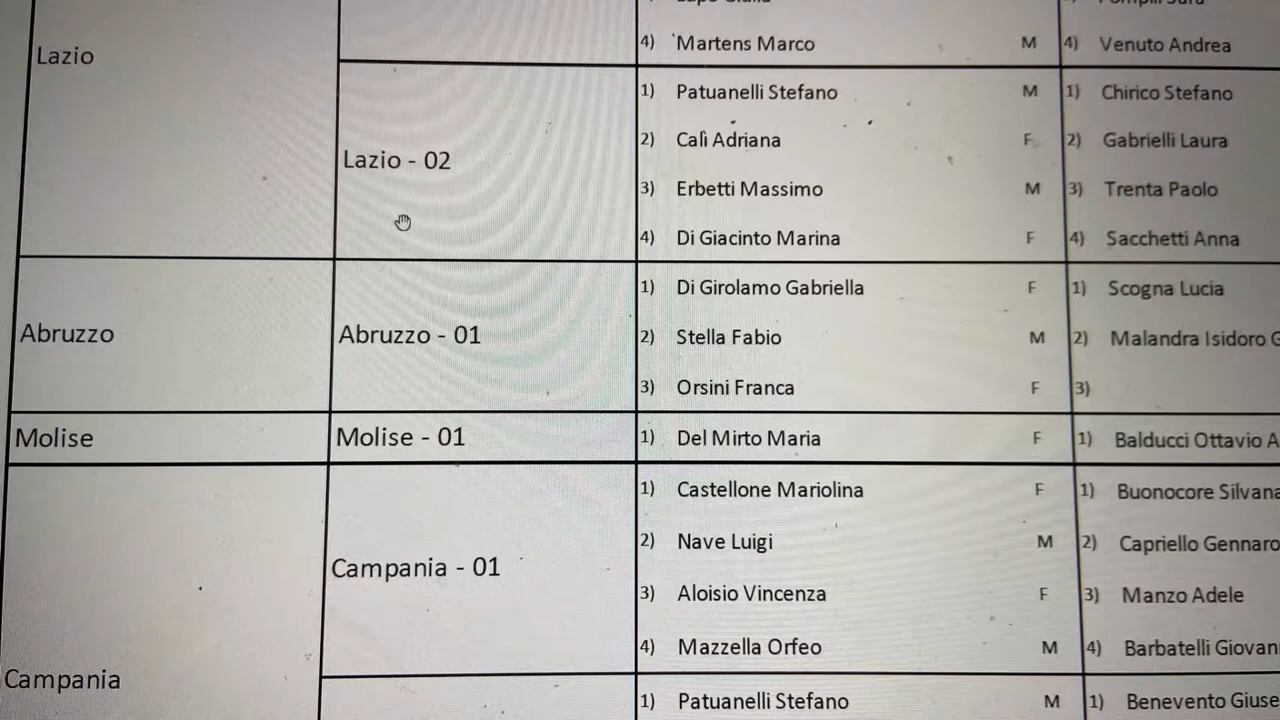 4) Martens Marco M 4) Venuto Andrea
Lazio
1) Patuanelli Stefano M 1) Chirico Stefano
2) Calì Adriana F 2) Gabrielli Laura
Lazio - 02
3) Erbetti Massimo M 3) Trenta Paolo
4) Di Giacinto Marina F 4) Sacchetti Anna
1) Di Girolamo Gabriella F 1) Scogna Lucia
Abruzzo Abruzzo - 01 2) Stella Fabio M 2) Malandra Isidoro G
3) Orsini Franca F 3)
Molise Molise - 01 1) Del Mirto Maria F 1) Balducci Ottavio A
1) Castellone Mariolina F 1) Buonocore Silvana
2) Nave Luigi M 2) Capriello Gennaro
Campania - 01
3) Aloisio Vincenza F 3) Manzo Adele
4) Mazzella Orfeo M 4) Barbatelli Giovan
Campania
1) Patuanelli Stefano M 1) Benevento Giuse